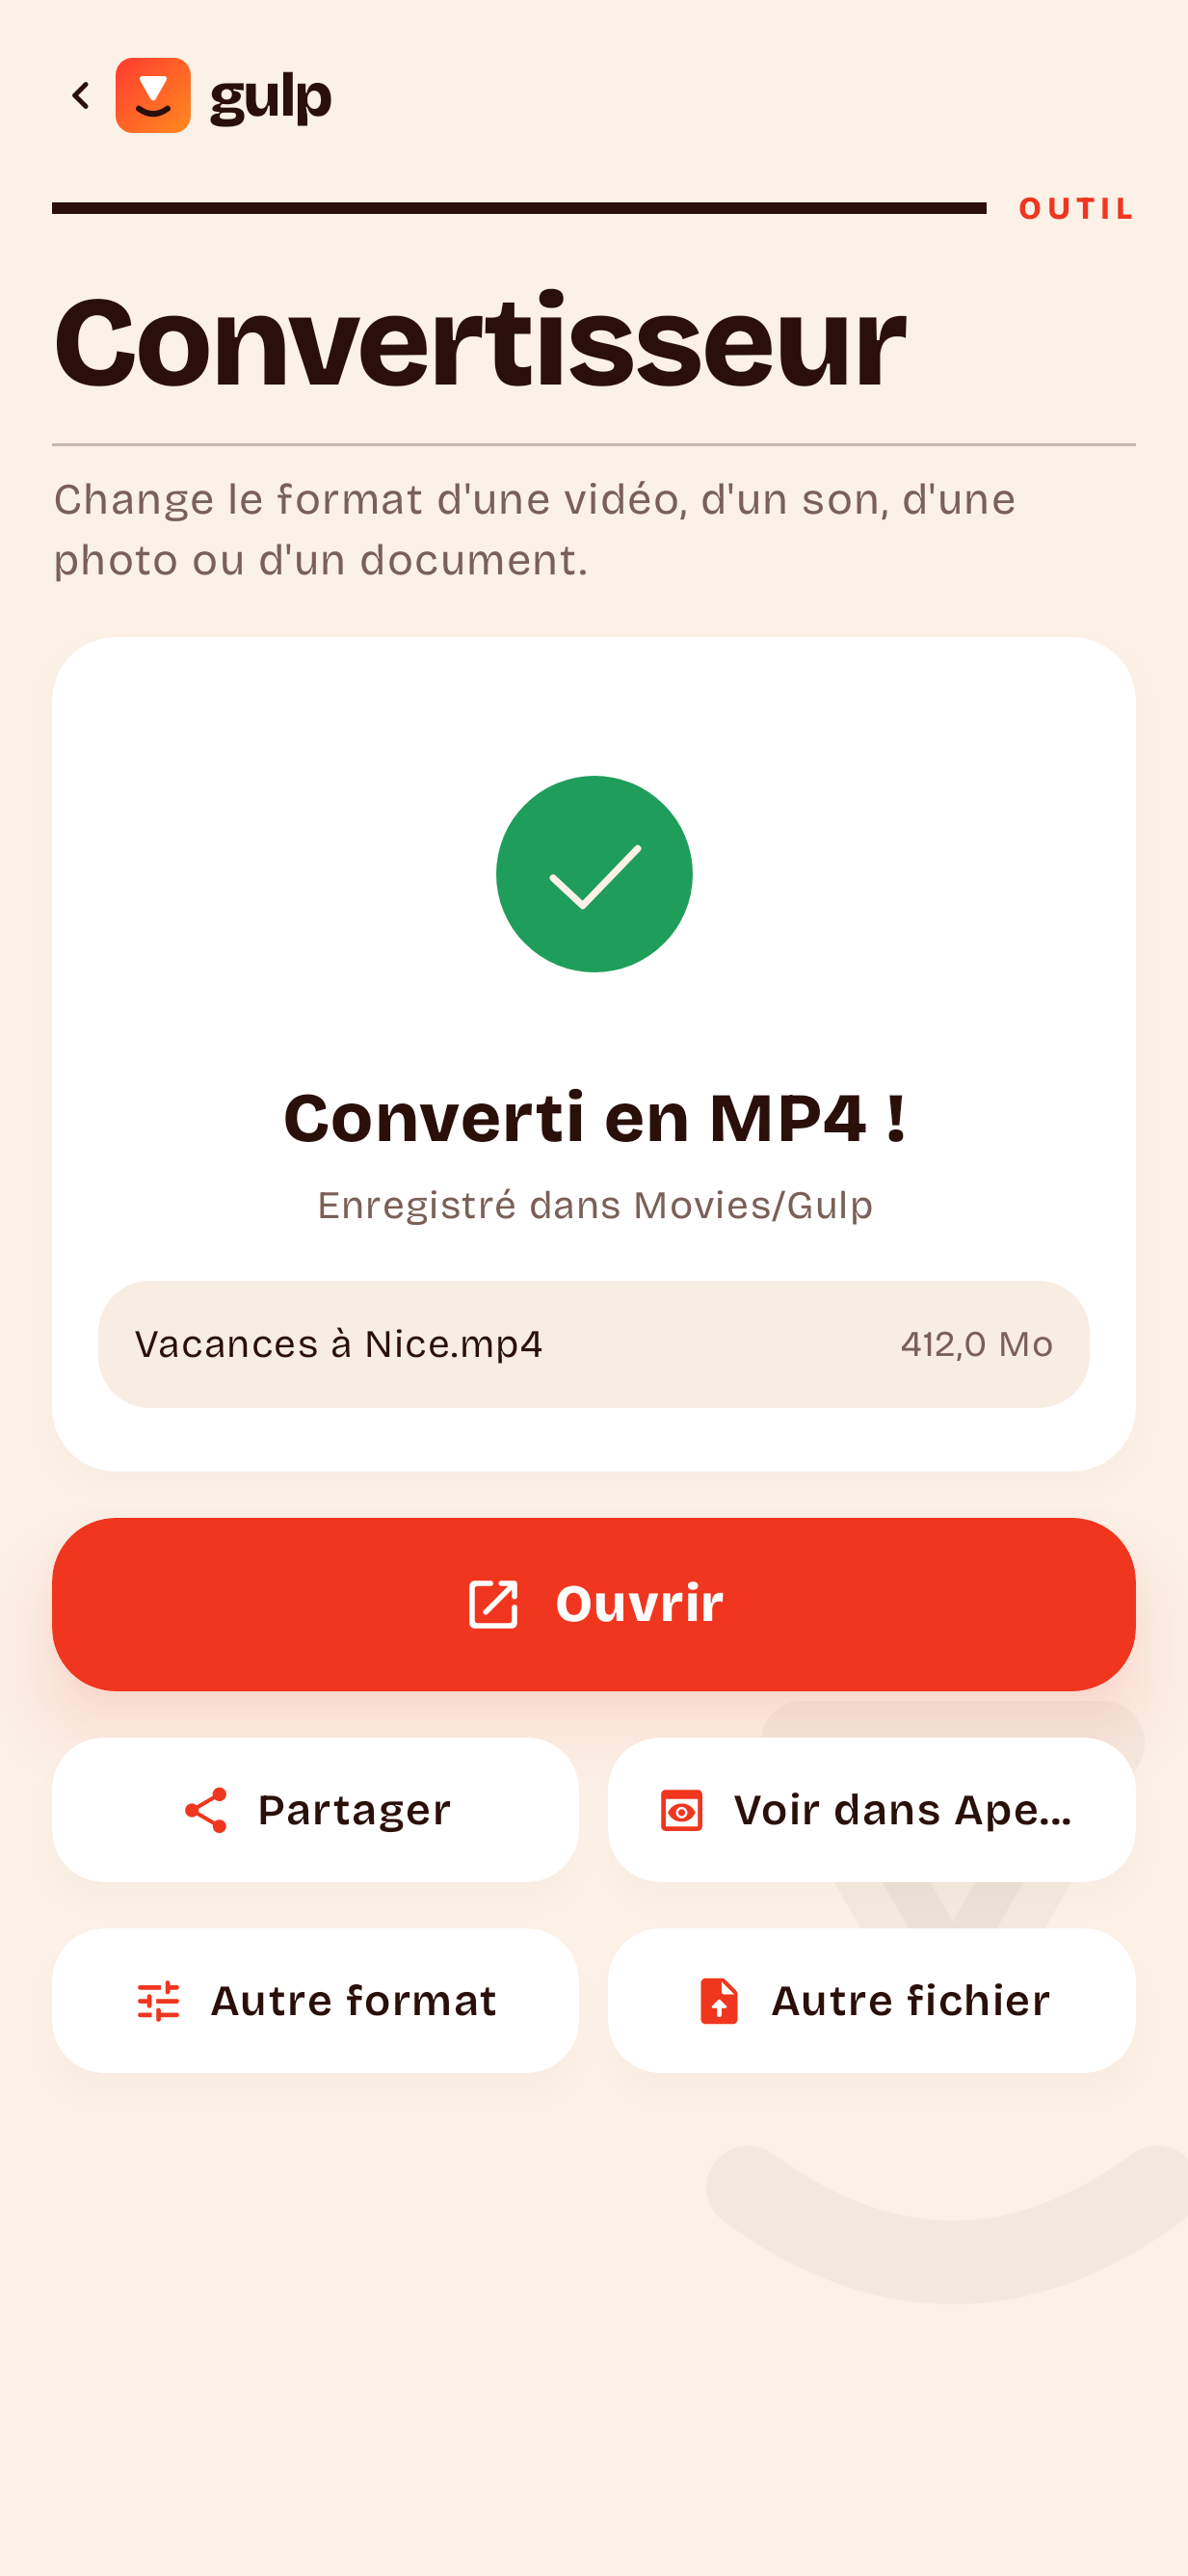 gulp
OUTIL
Convertisseur
Change le format d'une vidéo, d'un son, d'une
photo ou d'un document.
Converti en MP4 !
Enregistré dans Movies/Gulp
Vacances à Nice.mp4 412,0 Mo
Ouvrir
Partager
Voir dans Ape...
Autre format
Autre fichier